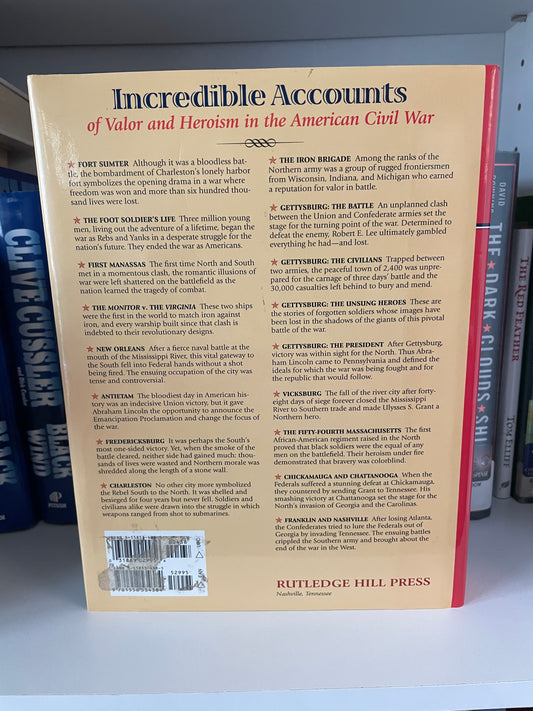 Incredible Accounts
of Valor and Heroism in the American Civil War
★ FORT SUMTER Although it was a bloodless bat-
tle, the bombardment of Charleston's lonely harbor
fort symbolizes the opening drama in a war where
freedom was won and more than six hundred thou-
sand lives were lost.
★ THE FOOT SOLDIER'S LIFE Three million young
men, living out the adventure of a lifetime, began the
war as Rebs and Yanks in a desperate struggle for the
nation's future. They ended the war as Americans.
★ FIRST MANASSAS The first time North and South
met in a momentous clash, the romantic illusions of
war were left shattered on the battlefield as the
nation learned the tragedy of combat.
★ THE MONITOR V. THE VIRGINIA These two ships
were the first in the world to match iron against
iron, and every warship built since that clash is
indebted to their revolutionary designs.
★ NEW ORLEANS After a fierce naval battle at the
mouth of the Mississippi River, this vital gateway to
the South fell into Federal hands without a shot
being fired. The ensuing occupation of the city was
tense and controversial.
★ ANTIETAM The bloodiest day in American his-
tory was an indecisive Union victory, but it gave
Abraham Lincoln the opportunity to announce the
Emancipation Proclamation and change the focus of
the war.
★ FREDERICKSBURG It was perhaps the South's
most one-sided victory. Yet, when the smoke of the
battle cleared, neither side had gained much: thou-
sands of lives were wasted and Northern morale was
shredded along the length of a stone wall.
★ CHARLESTON No other city more symbolized
the Rebel South to the North. It was shelled and
besieged for four years but never fell. Soldiers and
civilians alike were drawn into the struggle in which
weapons ranged from shot to submarines.
★ THE IRON BRIGADE Among the ranks of the
Northern army was a group of rugged frontiersmen
from Wisconsin, Indiana, and Michigan who earned
a reputation for valor in battle.
★ GETTYSBURG: THE BATTLE An unplanned clash
between the Union and Confederate armies set the
stage for the turning point of the war. Determined to
defeat the enemy, Robert E. Lee ultimately gambled
everything he had—and lost.
★ GETTYSBURG: THE CIVILIANS Trapped between
two armies, the peaceful town of 2,400 was unpre-
pared for the carnage of three days' battle and the
30,000 casualties left behind to bury and mend.
★ GETTYSBURG: THE UNSUNG HEROES These are
the stories of forgotten soldiers whose images have
been lost in the shadows of the giants of this pivotal
battle of the war.
★ GETTYSBURG: THE PRESIDENT After Gettysburg,
victory was within sight for the North. Thus Abra-
ham Lincoln came to Pennsylvania and defined the
ideals for which the war was being fought and for
the republic that would follow.
★ VICKSBURG The fall of the river city after forty-
eight days of siege forever closed the Mississippi
River to Southern trade and made Ulysses S. Grant a
Northern hero.
★ THE FIFTY-FOURTH MASSACHUSETTS The first
African-American regiment raised in the North
proved that black soldiers were the equal of any
men on the battlefield. Their heroism under fire
demonstrated that bravery was colorblind.
★ CHICKAMAUGA AND CHATTANOOGA When the
Federals suffered a stunning defeat at Chickamauga,
they countered by sending Grant to Tennessee. His
smashing victory at Chattanooga set the stage for the
North's invasion of Georgia and the Carolinas.
★ FRANKLIN AND NASHVILLE After losing Atlanta,
the Confederates tried to lure the Federals out of
Georgia by invading Tennessee. The ensuing battles
crippled the Southern army and brought about the
end of the war in the West.
52995
RUTLEDGE HILL PRESS
Nashville, Tennessee
CLIVE CUSSLER
BLACK
WIND
PUTNAM
DAVID
THE ★ DARK ★ CLOUDS ★
THE RED FEATHER
TOM ELLIFF